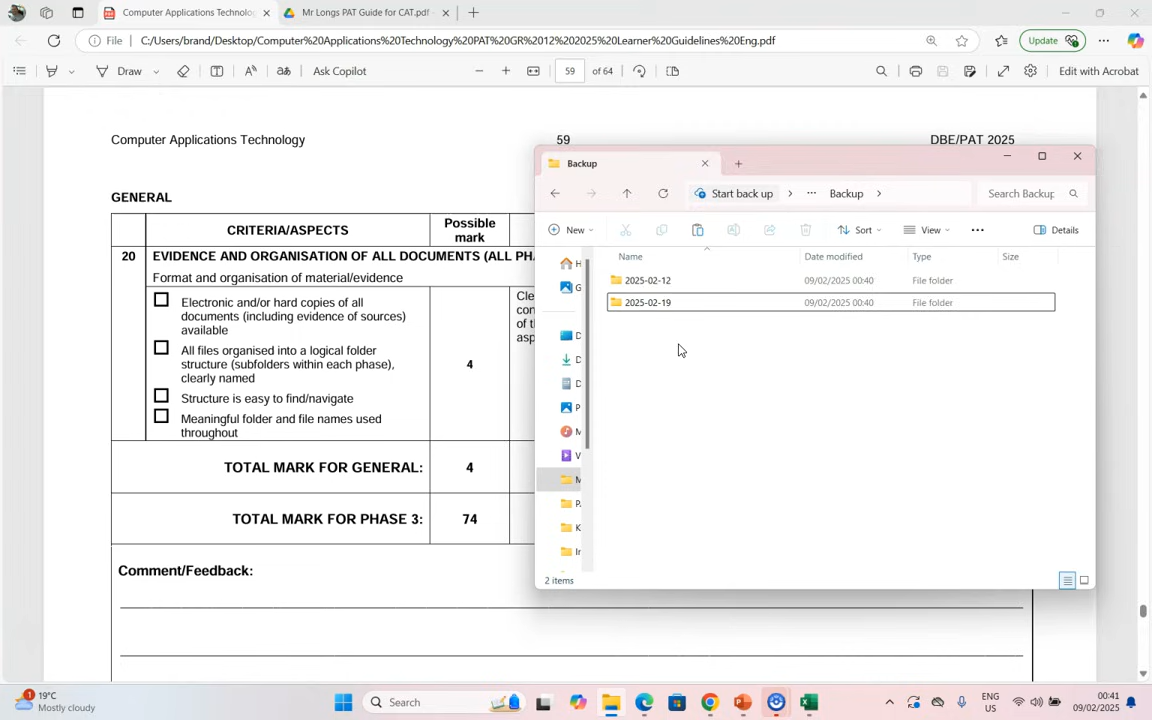 Computer Applications Technolo
Mr Longs PAT Guide for CAT.pdf -
File
C:/Users/brand/Desktop/Computer%20Applications%20Technology%20PAT%20GR%2012%202025%20Learner%20Guidelines%20Eng.pdf
Update
Draw
Ask Copilot
59
of 64
Edit with Acrobat
Computer Applications Technology
59
DBE/PAT 2025
GENERAL
CRITERIA/ASPECTS
Possible
mark
20
EVIDENCE AND ORGANISATION OF ALL DOCUMENTS (ALL PH
Format and organisation of material/evidence
Electronic and/or hard copies of all
documents (including evidence of sources)
available
All files organised into a logical folder
structure (subfolders within each phase),
clearly named
Structure is easy to find/navigate
Meaningful folder and file names used
throughout
4
Cle
con
of t
asp
TOTAL MARK FOR GENERAL:
4
TOTAL MARK FOR PHASE 3:
74
Comment/Feedback:
Backup
Start back up
Backup
Search Backup
New
Sort
View
Details
Name
Date modified
Type
Size
2025-02-12
09/02/2025 00:40
File folder
2025-02-19
09/02/2025 00:40
File folder
2 items
19°C
Mostly cloudy
Search
ENG
US
00:41
09/02/2025